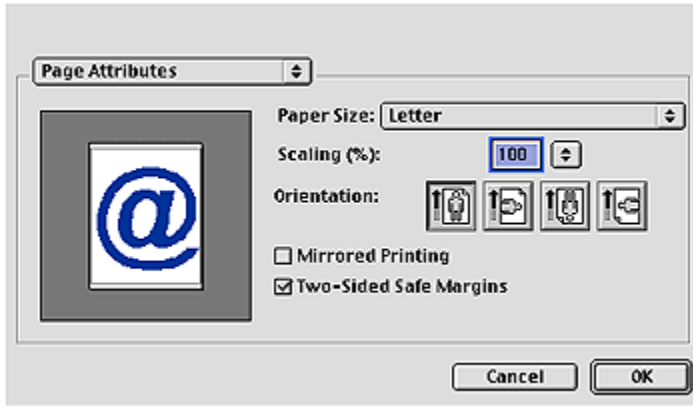 Page Attributes
Paper Size: Letter
Scaling (%): 100
Orientation:
@
Mirrored Printing
Two-Sided Safe Margins
Cancel OK